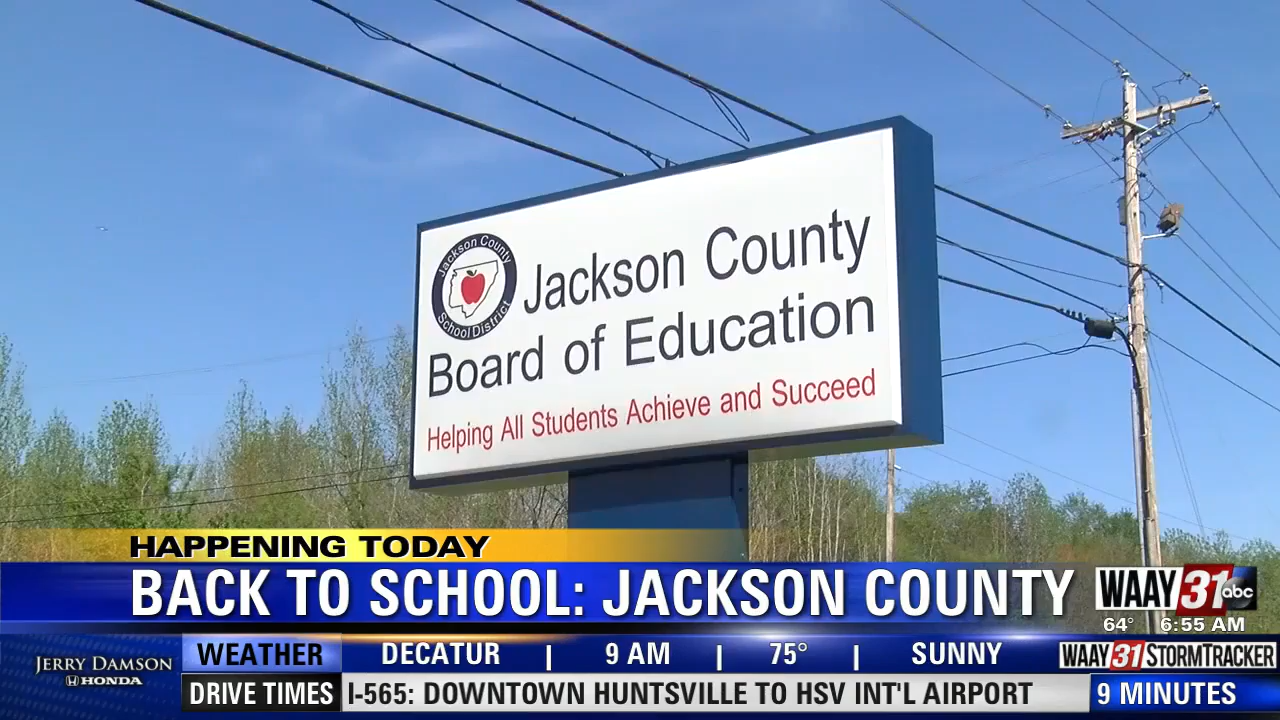 Jackson County
School District
Jackson County
Board of Education
Helping All Students Achieve and Succeed
HAPPENING TODAY
BACK TO SCHOOL: JACKSON COUNTY
WAAY 31 abc
64° 6:55 AM
JERRY DAMSON
HONDA
WEATHER DECATUR | 9 AM | 75° | SUNNY WAAY 31 STORMTRACKER
DRIVE TIMES I-565: DOWNTOWN HUNTSVILLE TO HSV INT'L AIRPORT 9 MINUTES